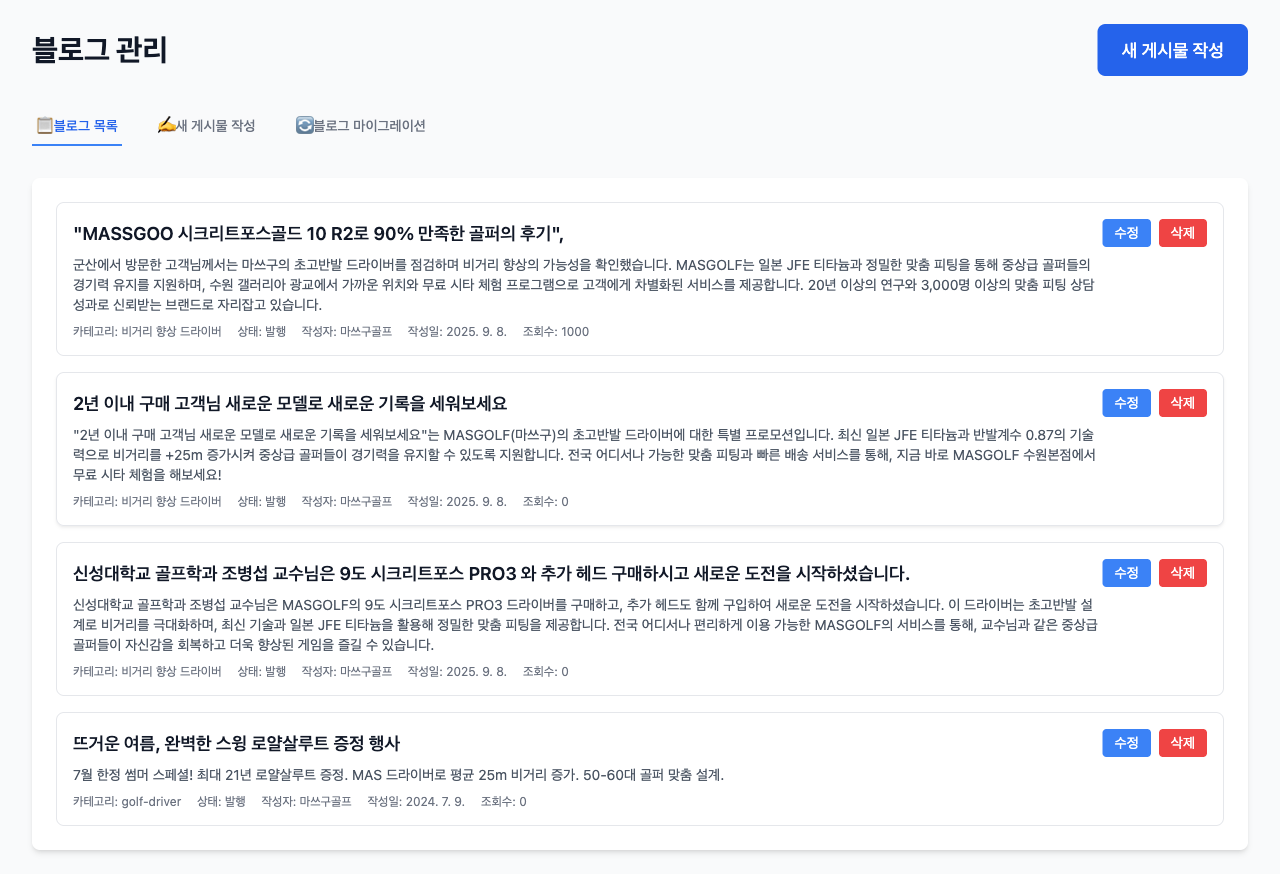 블로그 관리
새 게시물 작성
📋블로그 목록
✍️새 게시물 작성
🔄블로그 마이그레이션
"MASSGOO 시크리트포스골드 10 R2로 90% 만족한 골퍼의 후기",
수정
삭제
군산에서 방문한 고객님께서는 마쓰구의 초고반발 드라이버를 점검하며 비거리 향상의 가능성을 확인했습니다. MASGOLF는 일본 JFE 티타늄과 정밀한 맞춤 피팅을 통해 중상급 골퍼들의
경기력 유지를 지원하며, 수원 갤러리아 광교에서 가까운 위치와 무료 시타 체험 프로그램으로 고객에게 차별화된 서비스를 제공합니다. 20년 이상의 연구와 3,000명 이상의 맞춤 피팅 상담
성과로 신뢰받는 브랜드로 자리잡고 있습니다.
카테고리: 비거리 향상 드라이버 상태: 발행 작성자: 마쓰구골프 작성일: 2025. 9. 8. 조회수: 1000
2년 이내 구매 고객님 새로운 모델로 새로운 기록을 세워보세요
수정
삭제
"2년 이내 구매 고객님 새로운 모델로 새로운 기록을 세워보세요"는 MASGOLF(마쓰구)의 초고반발 드라이버에 대한 특별 프로모션입니다. 최신 일본 JFE 티타늄과 반발계수 0.87의 기술
력으로 비거리를 +25m 증가시켜 중상급 골퍼들이 경기력을 유지할 수 있도록 지원합니다. 전국 어디서나 가능한 맞춤 피팅과 빠른 배송 서비스를 통해, 지금 바로 MASGOLF 수원본점에서
무료 시타 체험을 해보세요!
카테고리: 비거리 향상 드라이버 상태: 발행 작성자: 마쓰구골프 작성일: 2025. 9. 8. 조회수: 0
신성대학교 골프학과 조병섭 교수님은 9도 시크리트포스 PRO3 와 추가 헤드 구매하시고 새로운 도전을 시작하셨습니다.
수정
삭제
신성대학교 골프학과 조병섭 교수님은 MASGOLF의 9도 시크리트포스 PRO3 드라이버를 구매하고, 추가 헤드도 함께 구입하여 새로운 도전을 시작하셨습니다. 이 드라이버는 초고반발 설
계로 비거리를 극대화하며, 최신 기술과 일본 JFE 티타늄을 활용해 정밀한 맞춤 피팅을 제공합니다. 전국 어디서나 편리하게 이용 가능한 MASGOLF의 서비스를 통해, 교수님과 같은 중상급
골퍼들이 자신감을 회복하고 더욱 향상된 게임을 즐길 수 있습니다.
카테고리: 비거리 향상 드라이버 상태: 발행 작성자: 마쓰구골프 작성일: 2025. 9. 8. 조회수: 0
뜨거운 여름, 완벽한 스윙 로얄살루트 증정 행사
수정
삭제
7월 한정 썸머 스페셜! 최대 21년 로얄살루트 증정. MAS 드라이버로 평균 25m 비거리 증가. 50-60대 골퍼 맞춤 설계.
카테고리: golf-driver 상태: 발행 작성자: 마쓰구골프 작성일: 2024. 7. 9. 조회수: 0